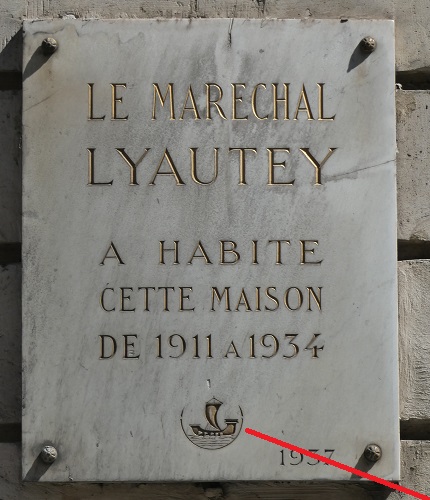 LE MARECHAL
LYAUTEY
A HABITE
CETTE MAISON
DE 1911 A 1934
1937